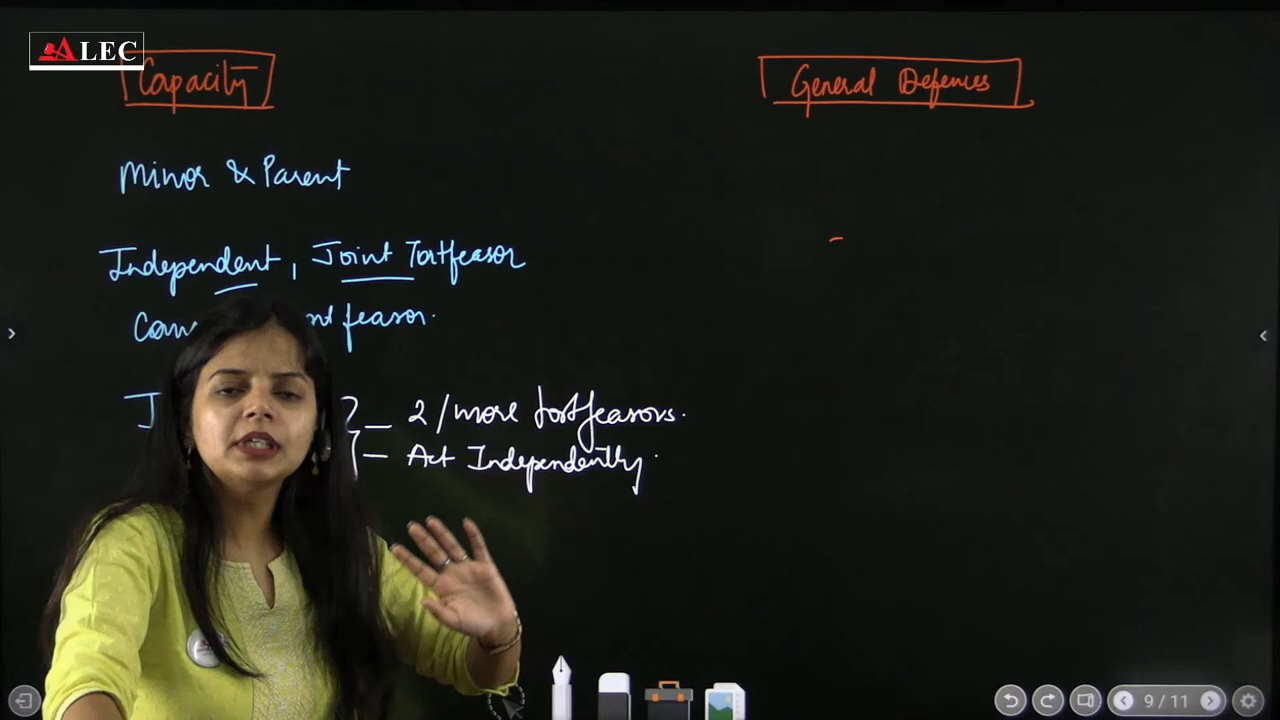 ALEC
Capacity
General Defences
Minor & Parent
Independent, Joint Tortfeasor
feasor.
2/more tortfeasors.
Act Independently.
9 / 11